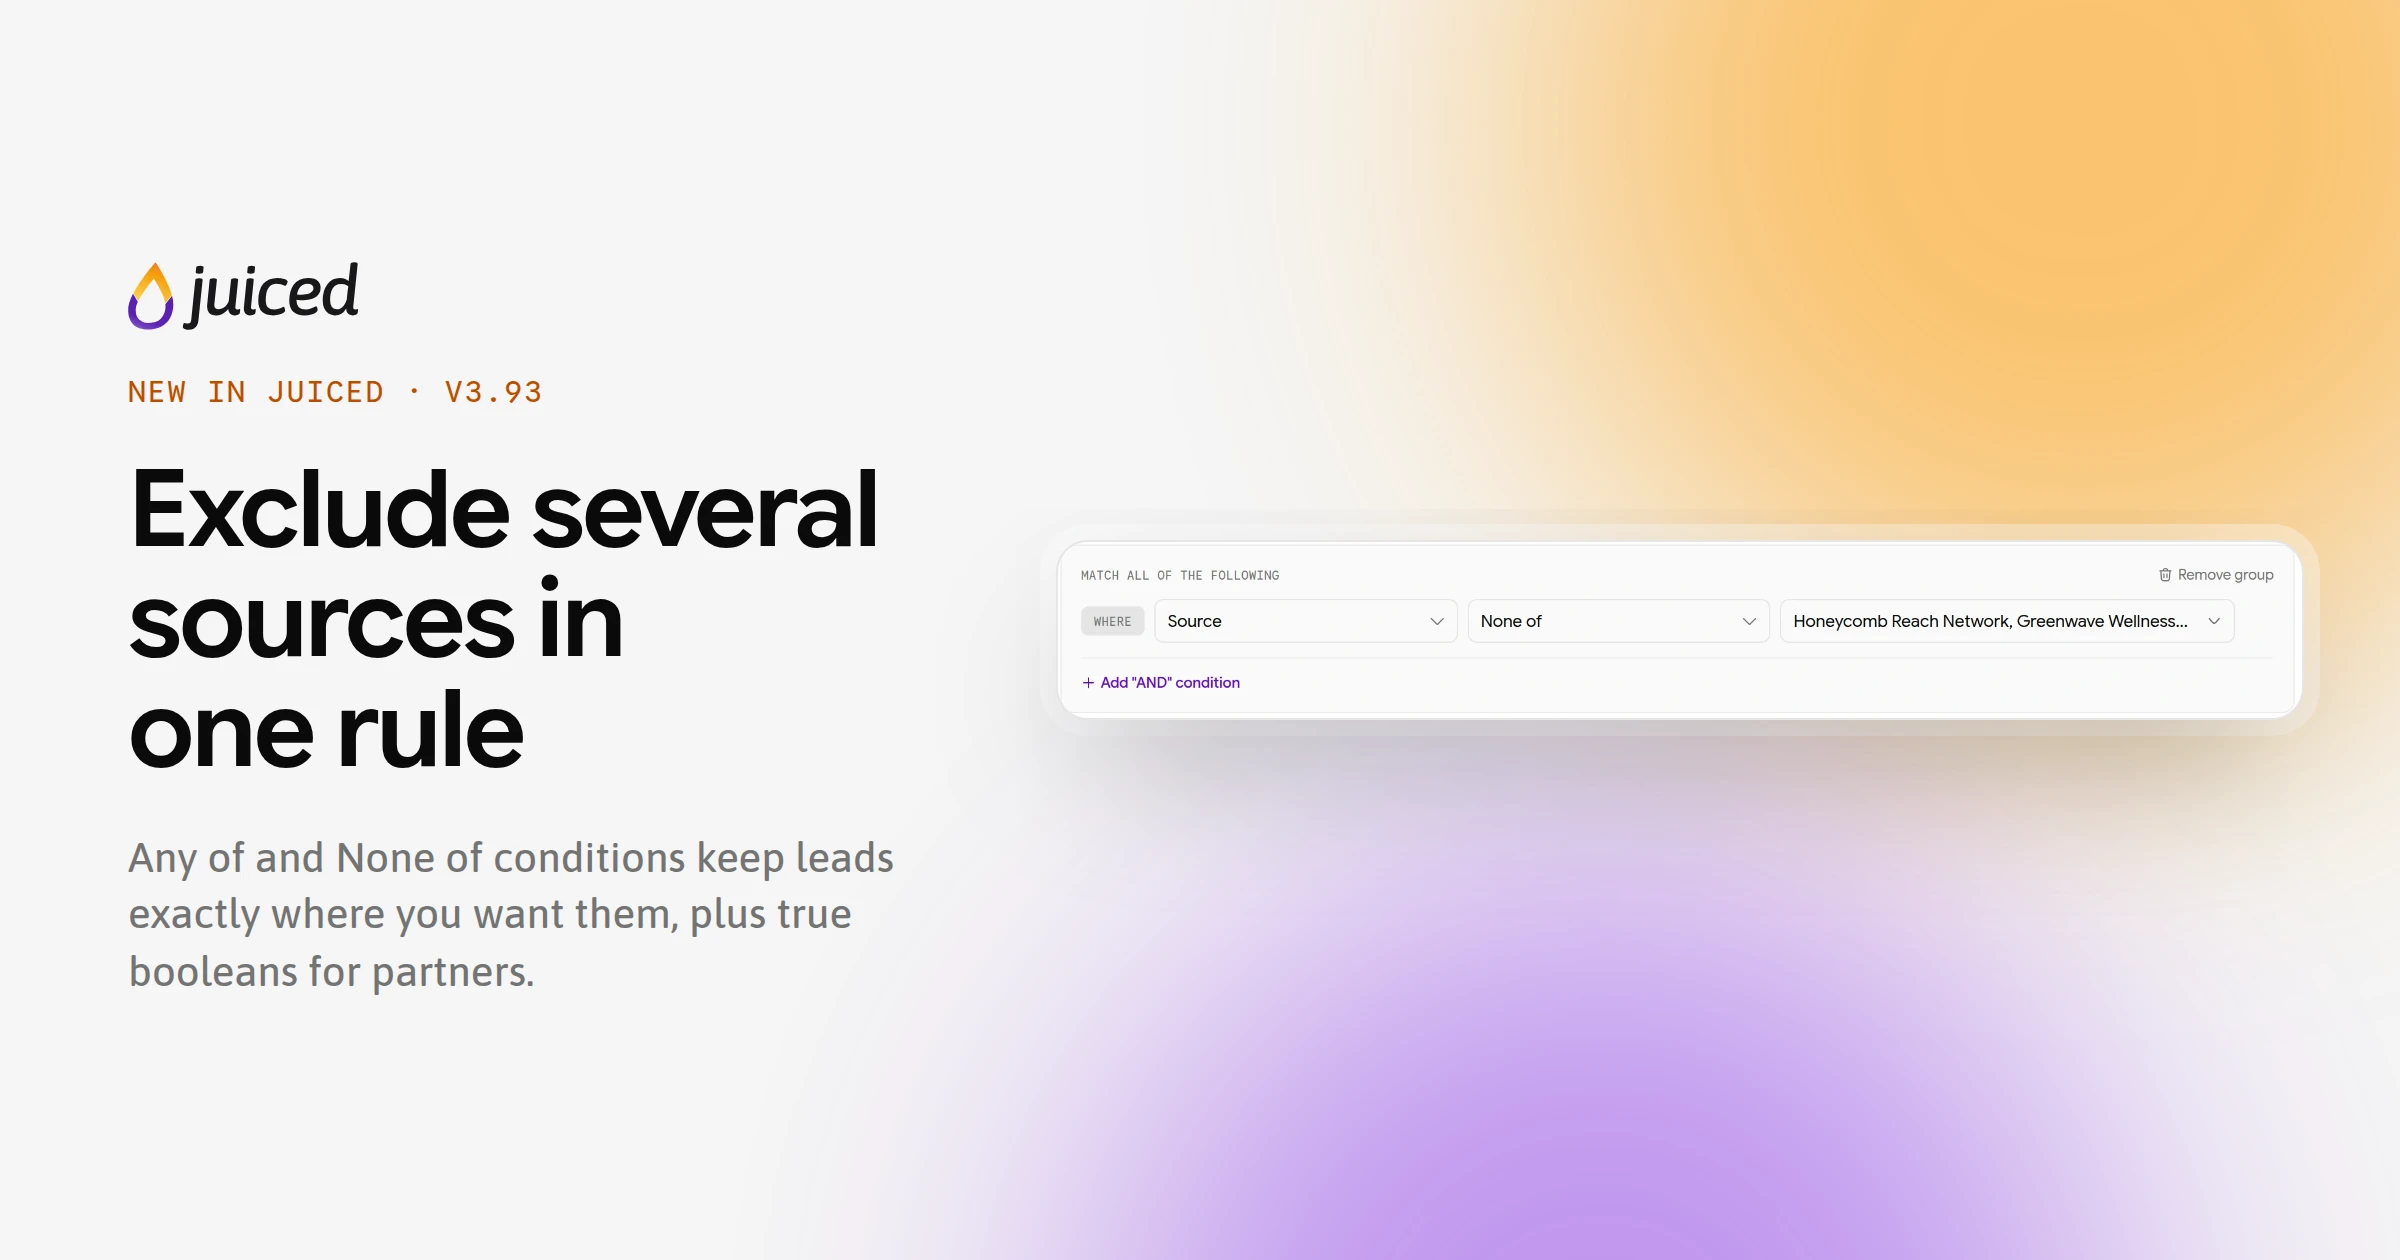 juiced
NEW IN JUICED · V3.93
Exclude several
sources in
one rule
Any of and None of conditions keep leads
exactly where you want them, plus true
booleans for partners.
MATCH ALL OF THE FOLLOWING
Remove group
WHERE
Source
None of
Honeycomb Reach Network, Greenwave Wellness...
+ Add "AND" condition